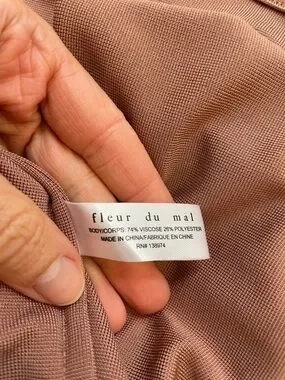 fleur du mal
BODY/CORPS: 74% VISCOSE 26% POLYESTER
MADE IN CHINA/FABRIQUE EN CHINE
RN# 138974